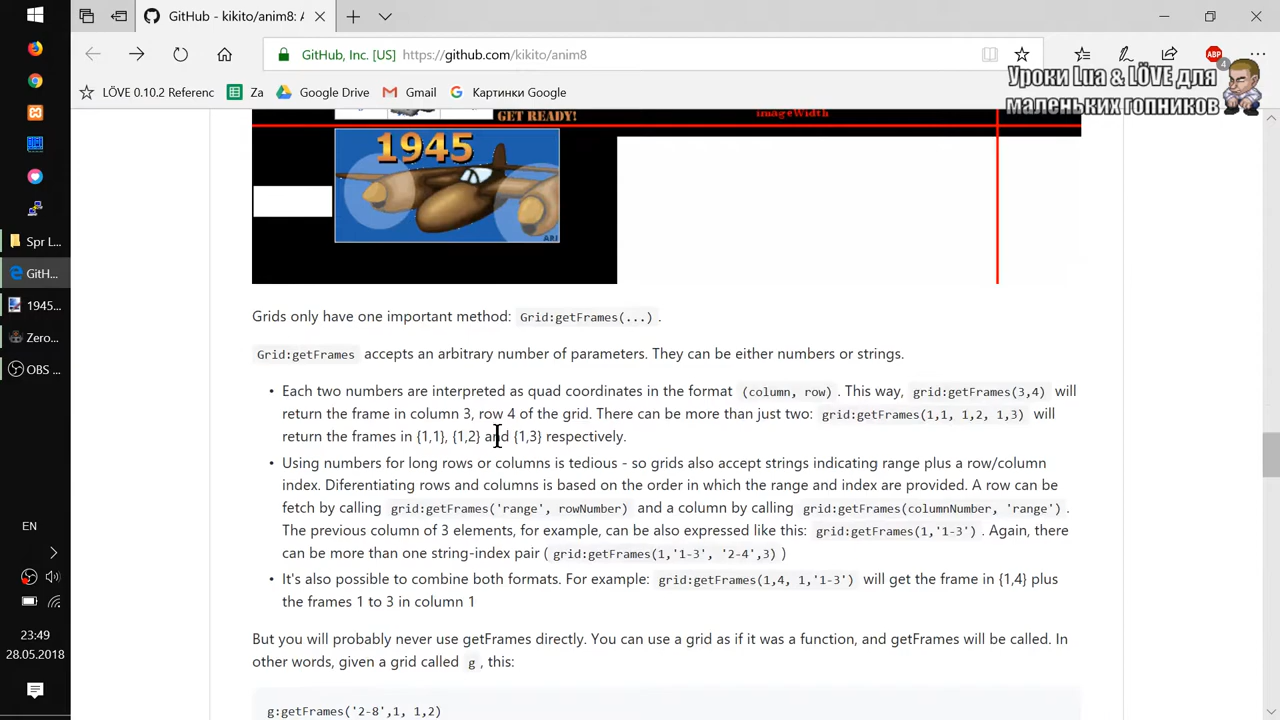 GitHub - kikito/anim8: A
GitHub, Inc. [US] https://github.com/kikito/anim8
ABP
4
Уроки Lua & LÖVE для
маленьких гопников
LÖVE 0.10.2 Referenc
Za
Google Drive
Gmail
Картинки Google
GET READY!
imageWidth
1945
ARI
Grids only have one important method: Grid:getFrames(...) .
Grid:getFrames accepts an arbitrary number of parameters. They can be either numbers or strings.
• Each two numbers are interpreted as quad coordinates in the format (column, row) . This way, grid:getFrames(3,4) will
return the frame in column 3, row 4 of the grid. There can be more than just two: grid:getFrames(1,1, 1,2, 1,3) will
return the frames in {1,1}, {1,2} and {1,3} respectively.
• Using numbers for long rows or columns is tedious - so grids also accept strings indicating range plus a row/column
index. Diferentiating rows and columns is based on the order in which the range and index are provided. A row can be
fetch by calling grid:getFrames('range', rowNumber) and a column by calling grid:getFrames(columnNumber, 'range') .
The previous column of 3 elements, for example, can be also expressed like this: grid:getFrames(1,'1-3') . Again, there
can be more than one string-index pair ( grid:getFrames(1,'1-3', '2-4',3) )
• It's also possible to combine both formats. For example: grid:getFrames(1,4, 1,'1-3') will get the frame in {1,4} plus
the frames 1 to 3 in column 1
But you will probably never use getFrames directly. You can use a grid as if it was a function, and getFrames will be called. In
other words, given a grid called g , this:
g:getFrames('2-8',1, 1,2)
Spr L...
GitH...
1945...
Zero...
OBS ...
EN
23:49
28.05.2018